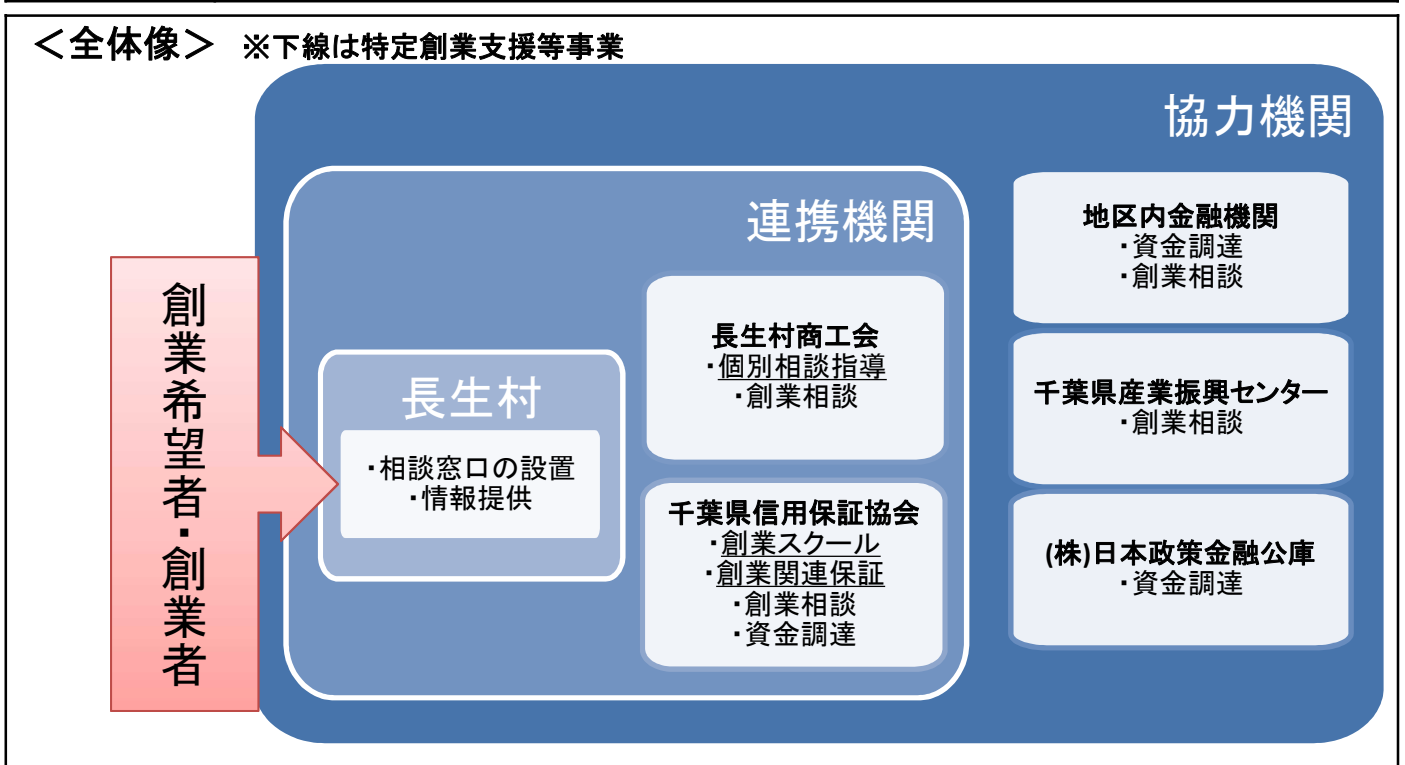 ＜全体像＞ ※下線は特定創業支援等事業
協力機関
連携機関
創業希望者・創業者
長生村
・相談窓口の設置
・情報提供
長生村商工会
・個別相談指導
・創業相談
千葉県信用保証協会
・創業スクール
・創業関連保証
・創業相談
・資金調達
地区内金融機関
・資金調達
・創業相談
千葉県産業振興センター
・創業相談
(株)日本政策金融公庫
・資金調達